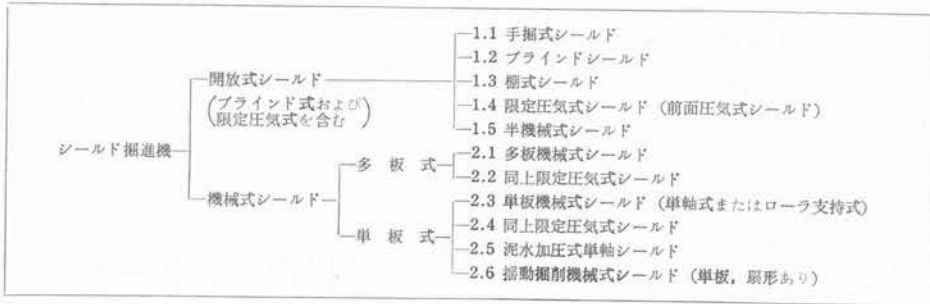 1.1 手掘式シールド
1.2 ブラインドシールド
開放式シールド
1.3 棚式シールド
(ブラインド式および
限定圧気式を含む)
1.4 限定圧気式シールド (前面圧気式シールド)
1.5 半機械式シールド
シールド掘進機
多板式
2.1 多板機械式シールド
2.2 同上限定圧気式シールド
機械式シールド
2.3 単板機械式シールド (単軸式またはローラ支持式)
単板式
2.4 同上限定圧気式シールド
2.5 泥水加圧式単軸シールド
2.6 揺動掘削機械式シールド (単板，扇形あり)